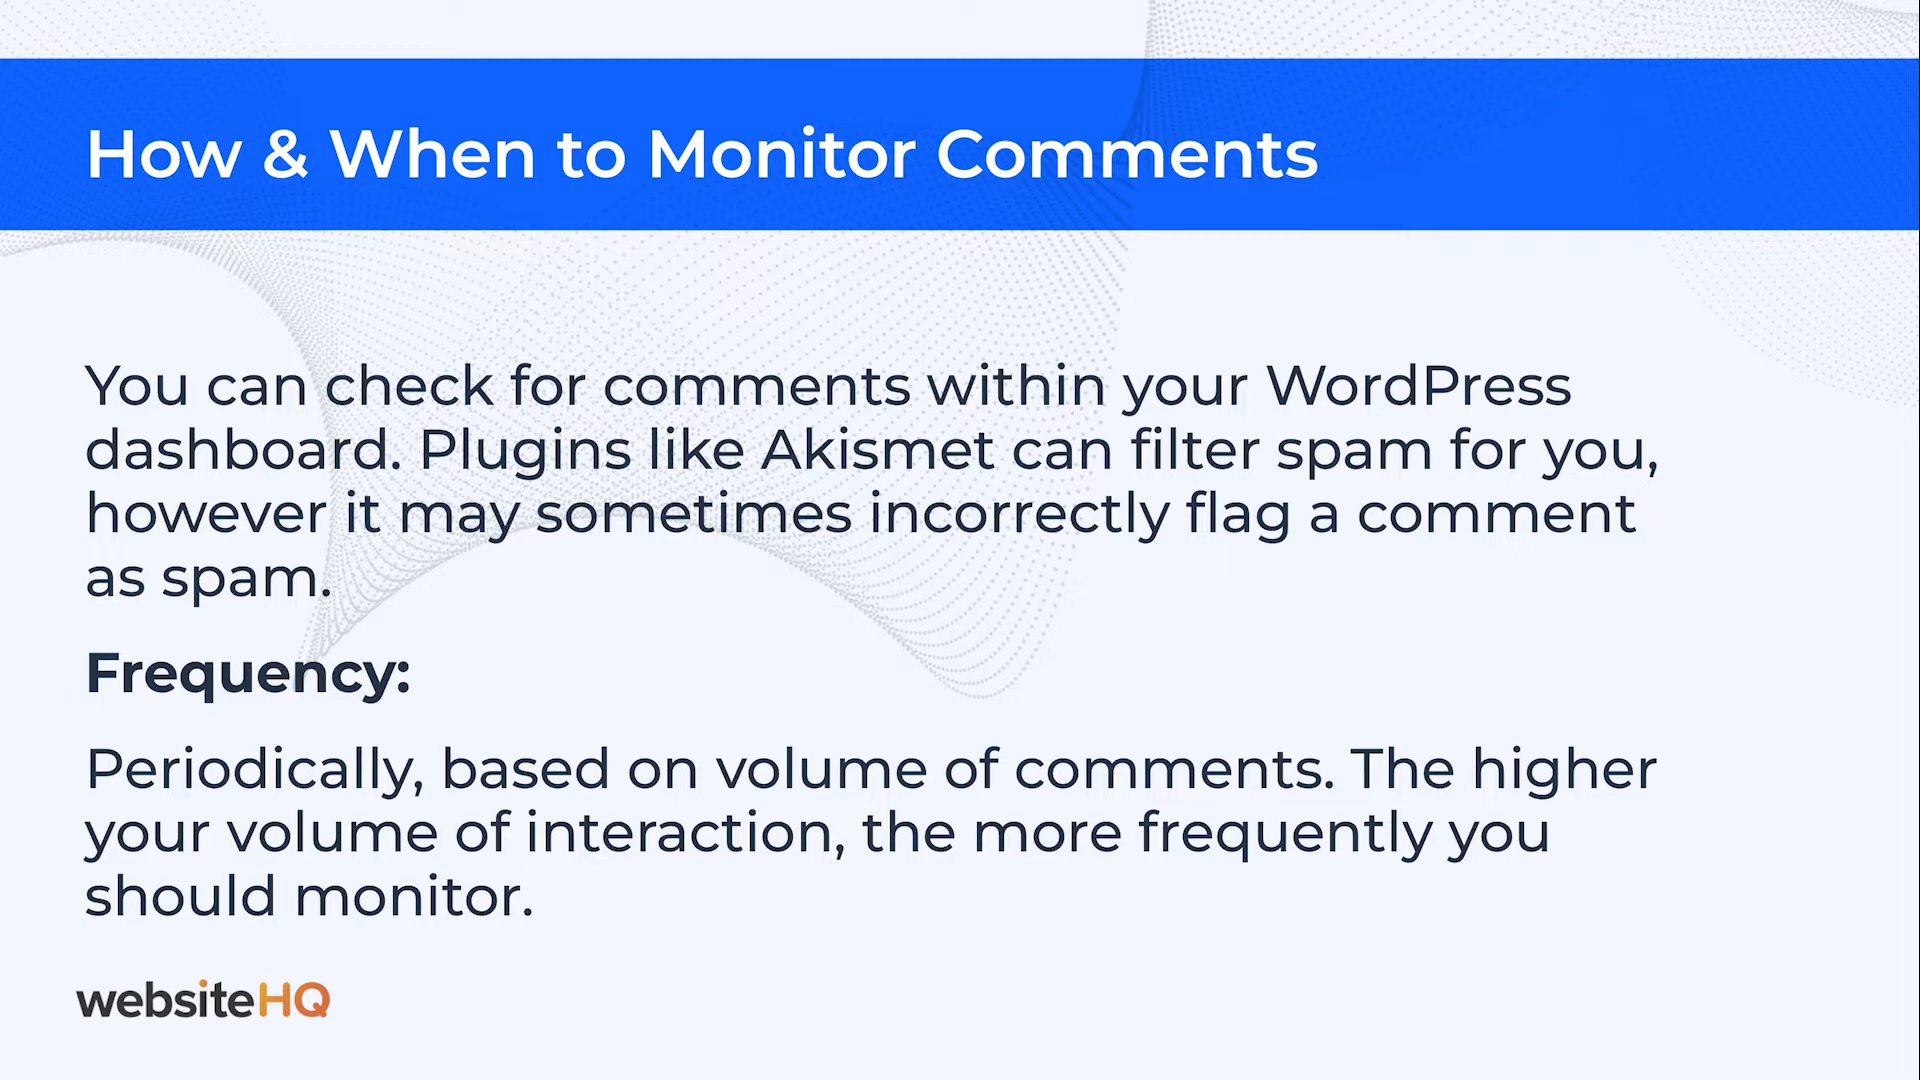 How & When to Monitor Comments
You can check for comments within your WordPress
dashboard. Plugins like Akismet can filter spam for you,
however it may sometimes incorrectly flag a comment
as spam.
Frequency:
Periodically, based on volume of comments. The higher
your volume of interaction, the more frequently you
should monitor.
websiteHQ